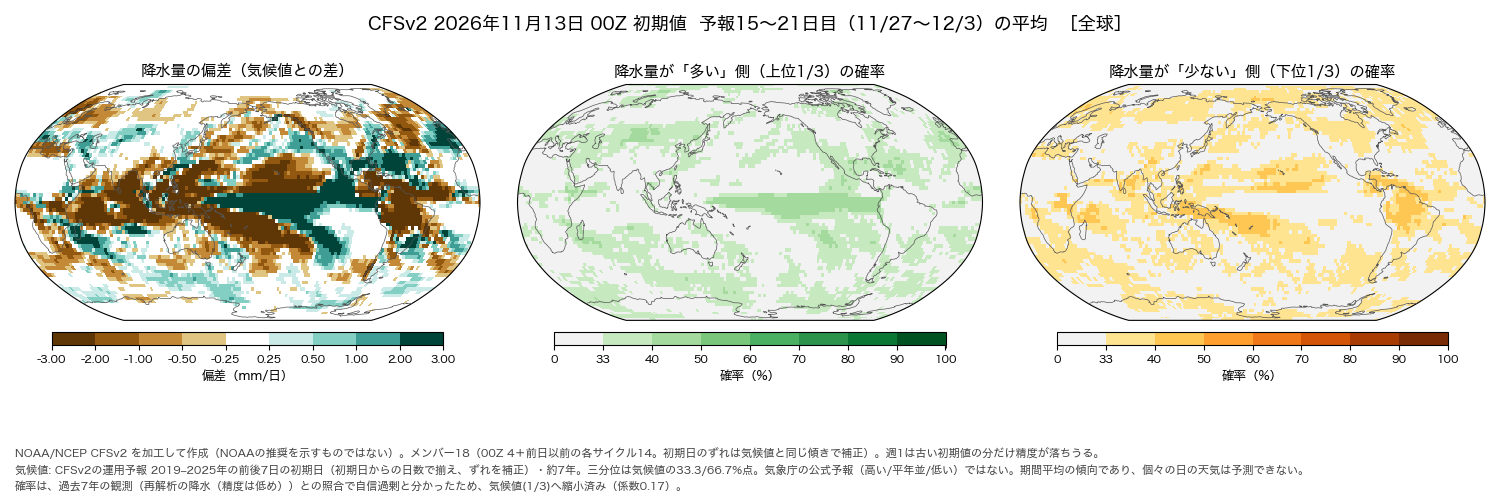 CFSv2 2026年11月13日 00Z 初期値 予報15～21日目（11/27～12/3）の平均 ［全球］
降水量の偏差（気候値との差）
降水量が「多い」側（上位1/3）の確率
降水量が「少ない」側（下位1/3）の確率
-3.00 -2.00 -1.00 -0.50 -0.25 0.25 0.50 1.00 2.00 3.00
偏差（mm/日）
0 33 40 50 60 70 80 90 100
確率（%）
0 33 40 50 60 70 80 90 100
確率（%）
NOAA/NCEP CFSv2 を加工して作成（NOAAの推奨を示すものではない）。メンバー18（00Z 4＋前日以前の各サイクル14。初期日のずれは気候値と同じ傾きで補正）。週1は古い初期値の分だけ精度が落ちうる。
気候値: CFSv2の運用予報 2019–2025年の前後7日の初期日（初期日からの日数で揃え、ずれを補正）・約7年。三分位は気候値の33.3/66.7%点。気象庁の公式予報（高い/平年並/低い）ではない。期間平均の傾向であり、個々の日の天気は予測できない。
確率は、過去7年の観測（再解析の降水（精度は低め））との照合で自信過剰と分かったため、気候値(1/3)へ縮小済み（係数0.17）。